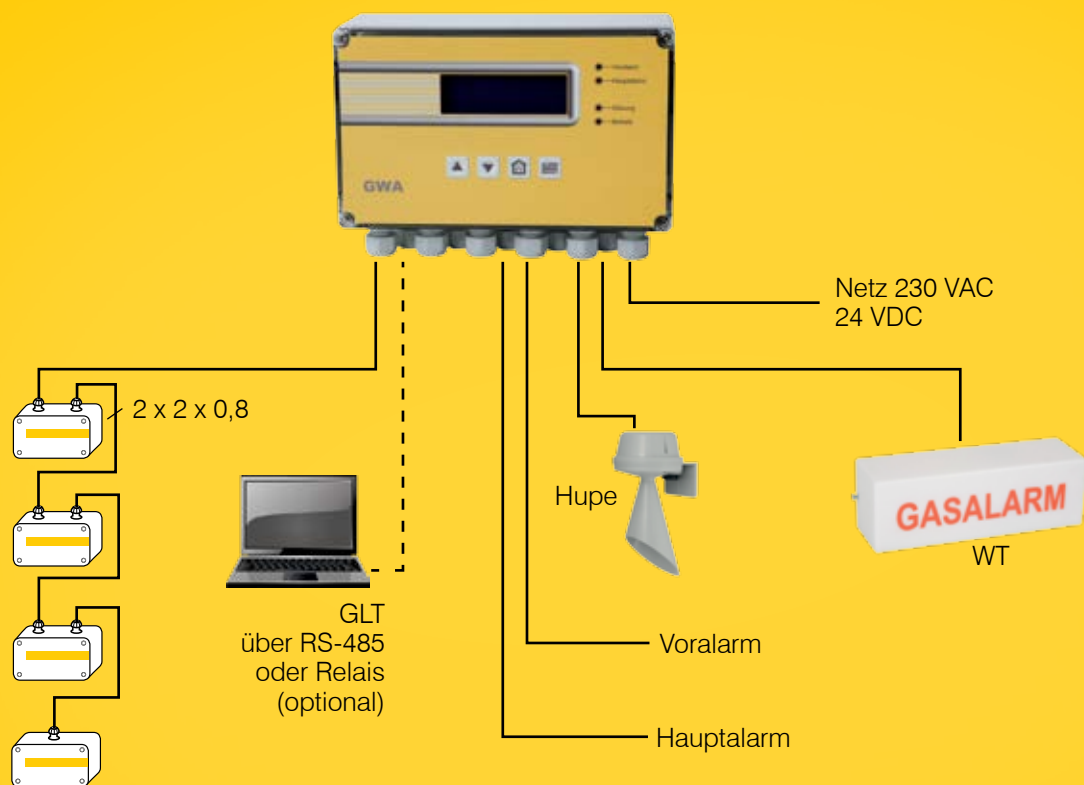 GWA
Netz 230 VAC
24 VDC
2 x 2 x 0,8
Hupe
GASALARM
WT
GLT
über RS-485
oder Relais
(optional)
Voralarm
Hauptalarm